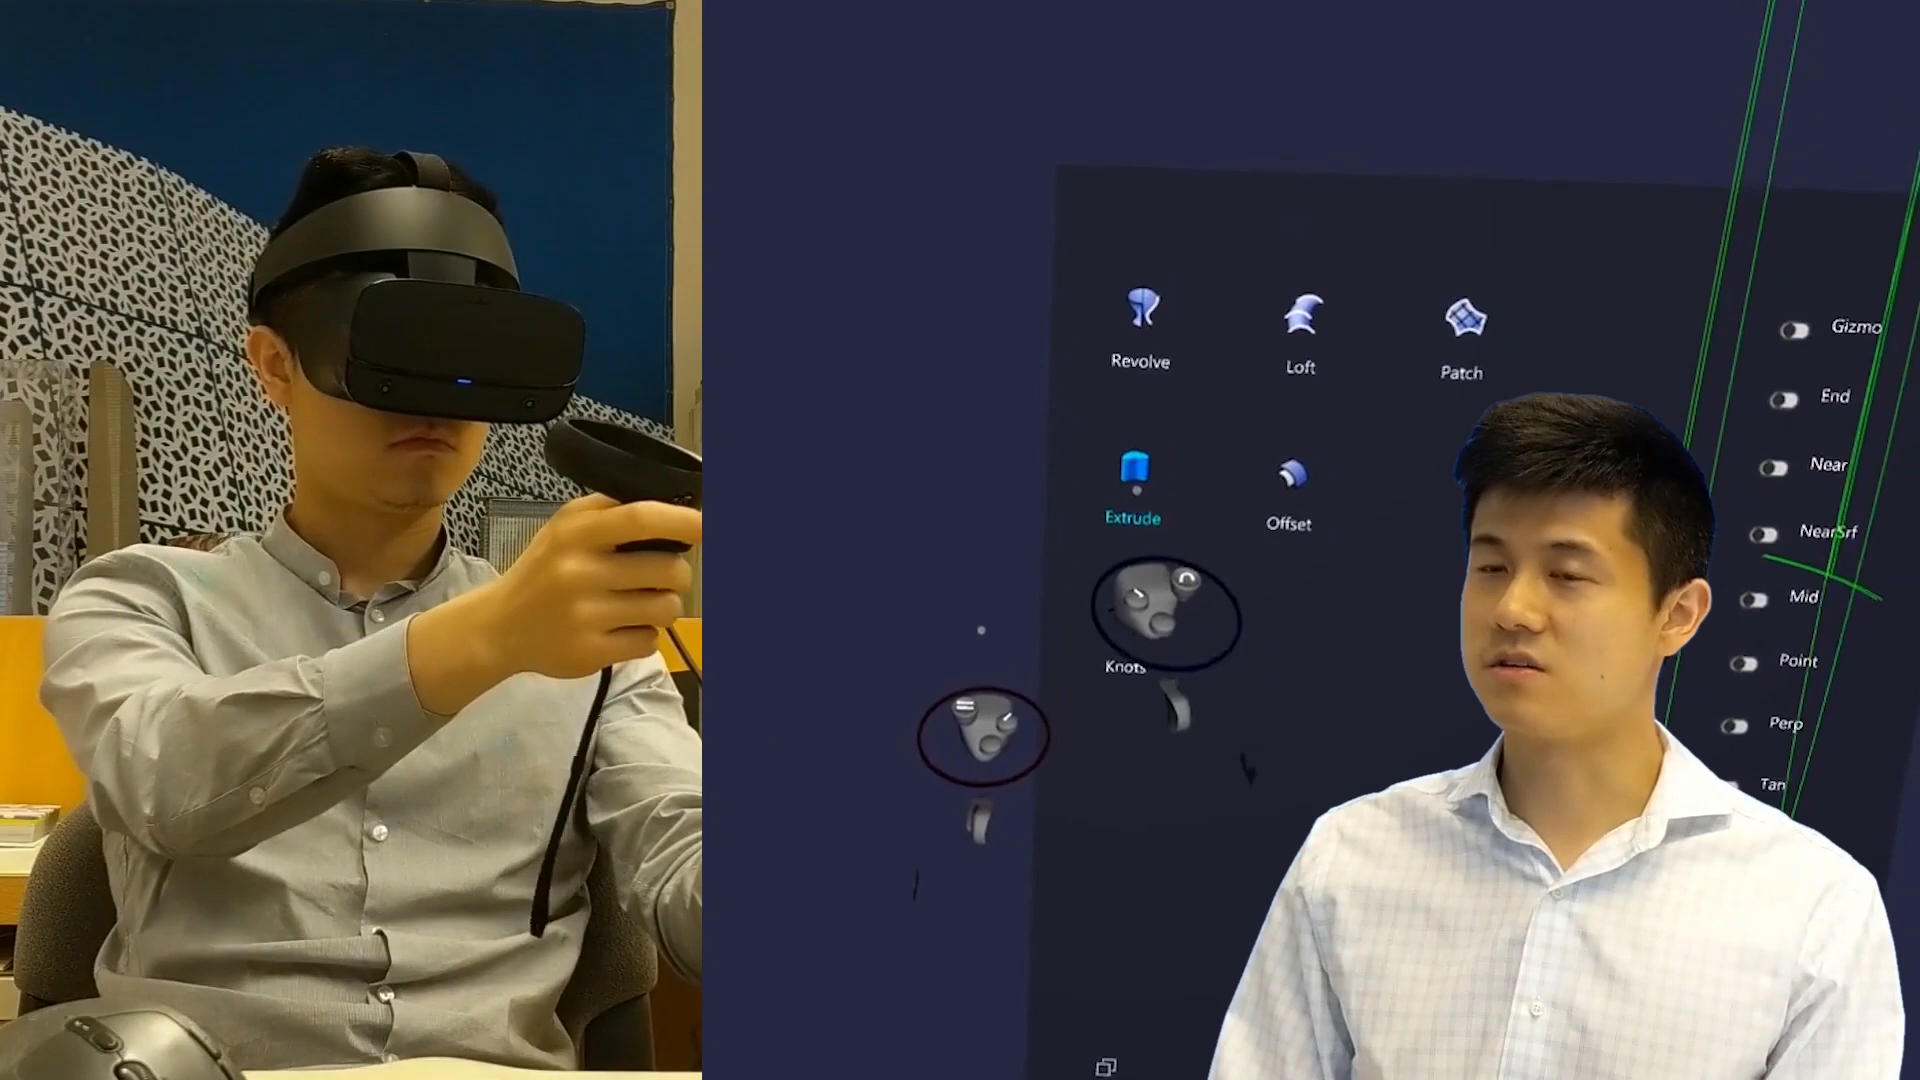 Revolve
Loft
Patch
Extrude
Offset
Knots
Gizmo
End
Near
NearSrf
Mid
Point
Perp
Tan